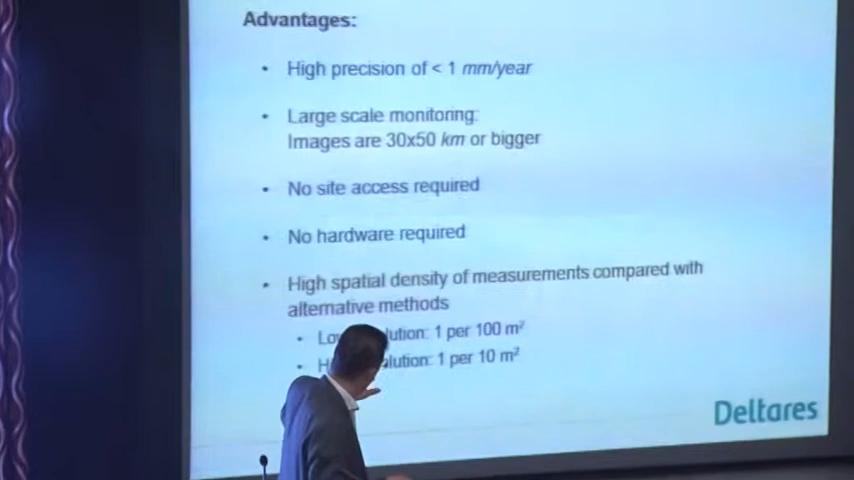 Advantages:
• High precision of < 1 mm/year
• Large scale monitoring:
Images are 30x50 km or bigger
• No site access required
• No hardware required
• High spatial density of measurements compared with
alternative methods
• 1 per 100 m²
• 1 per 10 m²
Deltares